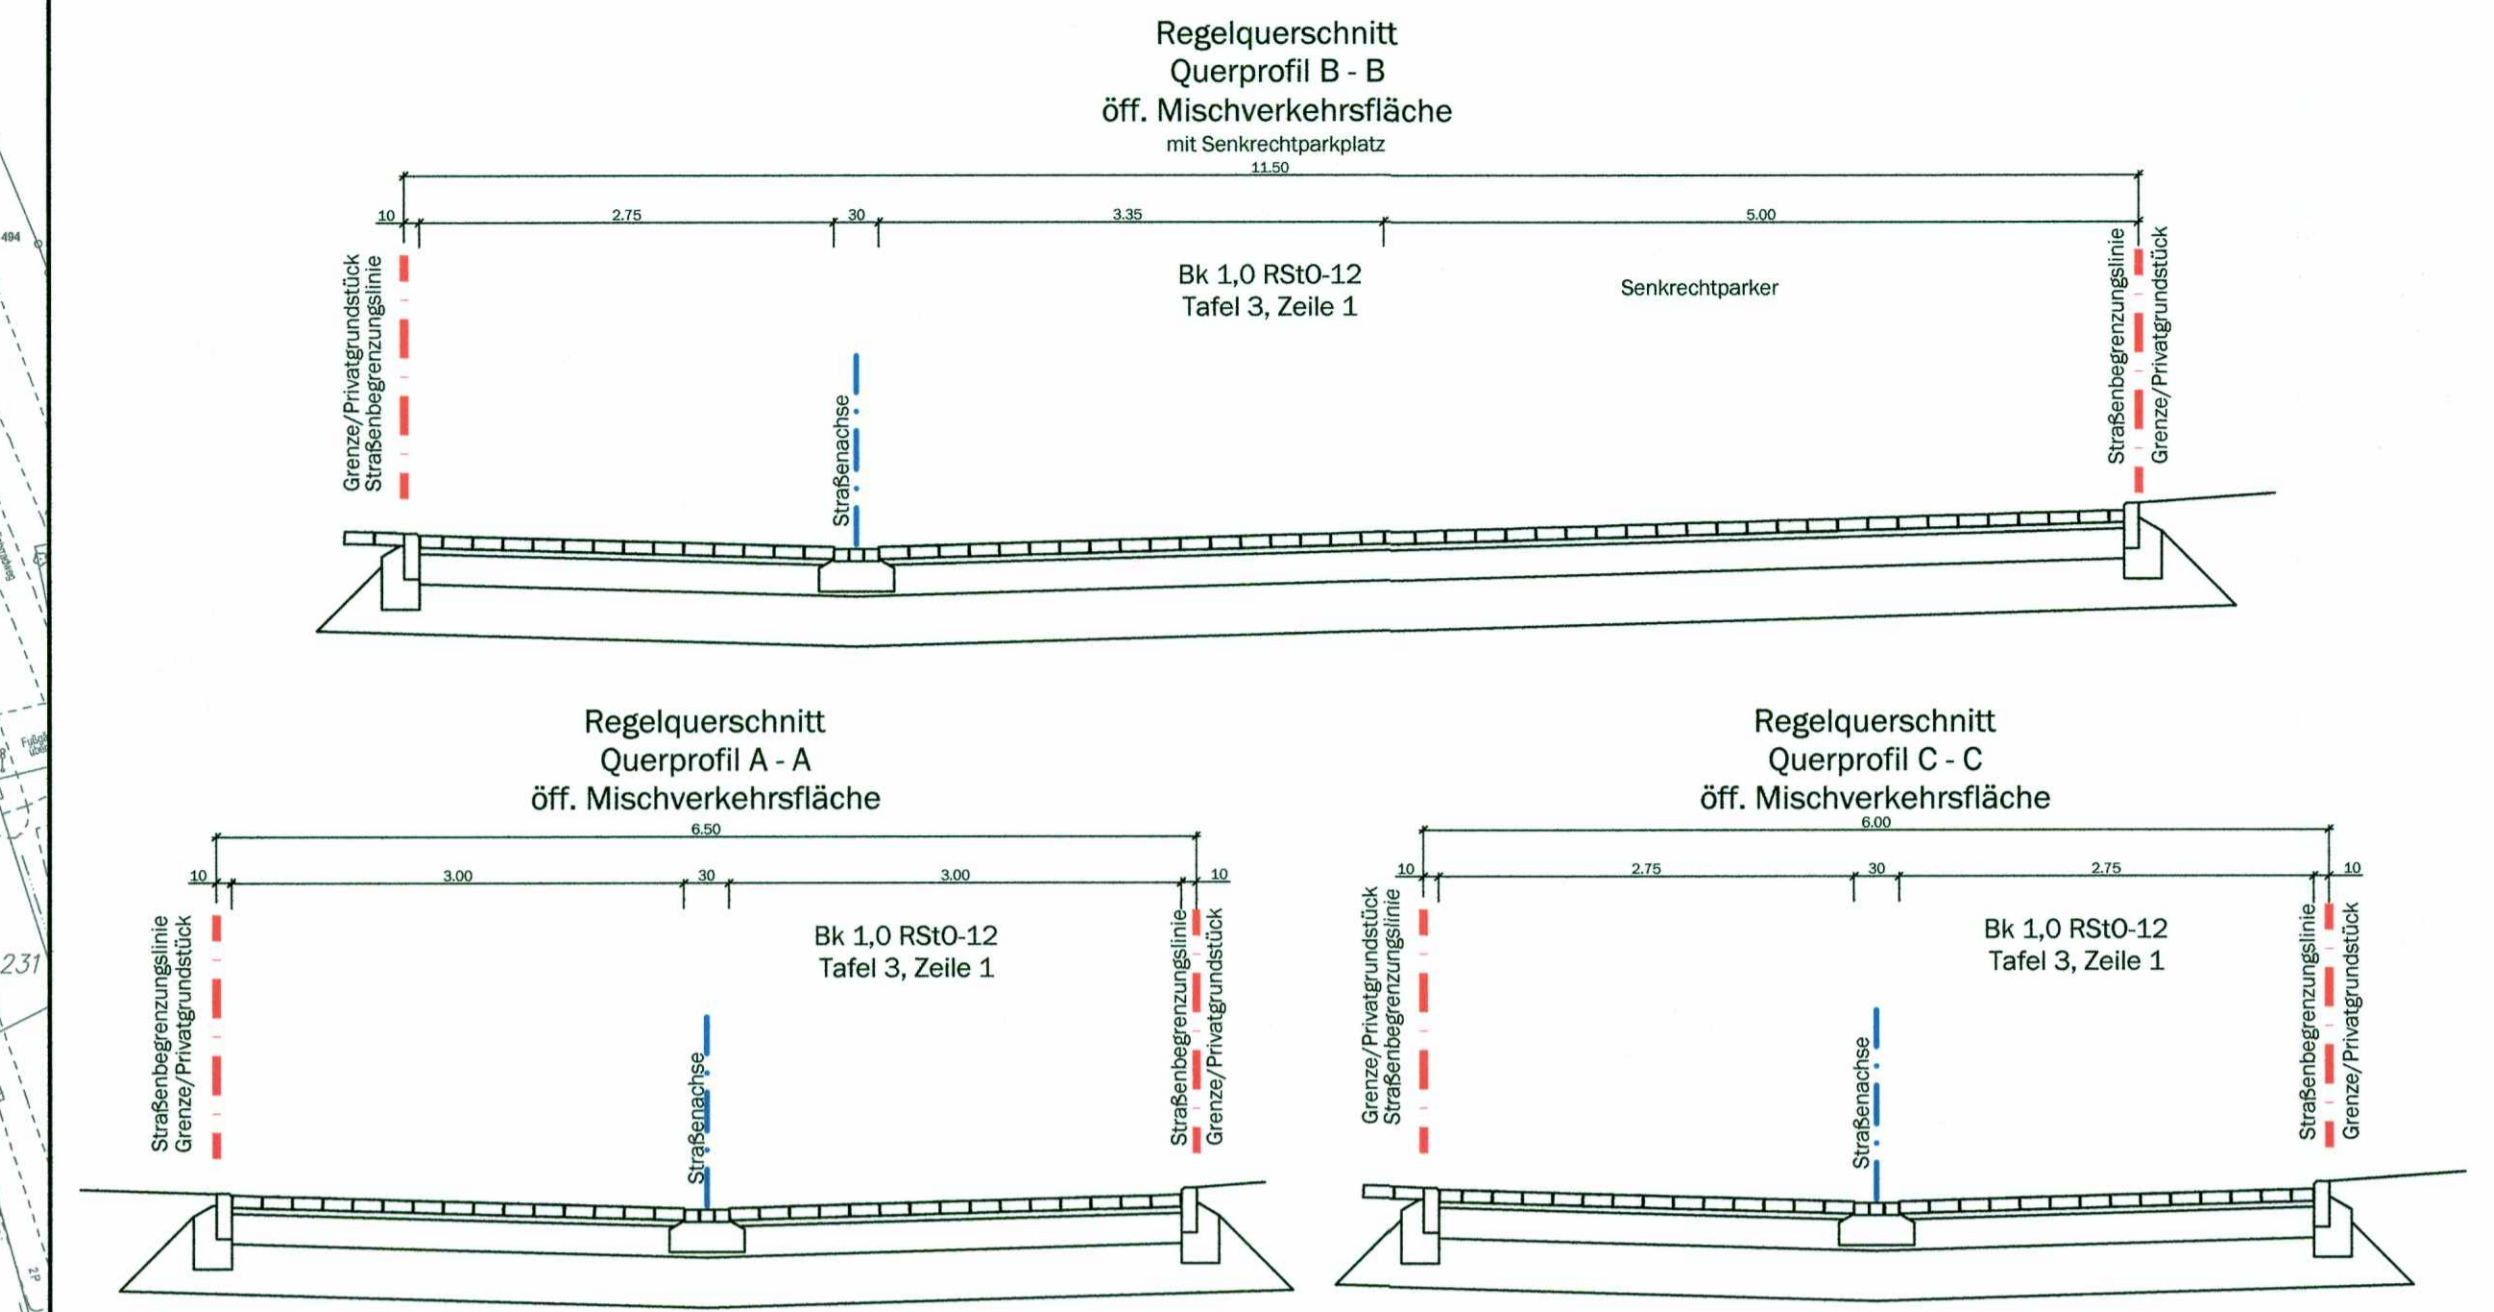 Regelquerschnitt
Querprofil B - B
öff. Mischverkehrsfläche
mit Senkrechtparkplatz
11.50
10
2.75
30
3.35
5.00
Grenze/Privatgrundstück
Straßenbegrenzungslinie
Bk 1,0 RStO-12
Tafel 3, Zeile 1
Senkrechtparker
Straßenbegrenzungslinie
Grenze/Privatgrundstück
Straßenachse
494
231
2P
Regelquerschnitt
Querprofil A - A
öff. Mischverkehrsfläche
6.50
10
3.00
30
3.00
10
Straßenbegrenzungslinie
Grenze/Privatgrundstück
Bk 1,0 RStO-12
Tafel 3, Zeile 1
Straßenbegrenzungslinie
Grenze/Privatgrundstück
Straßenachse
Regelquerschnitt
Querprofil C - C
öff. Mischverkehrsfläche
6.00
10
2.75
30
2.75
10
Grenze/Privatgrundstück
Straßenbegrenzungslinie
Bk 1,0 RStO-12
Tafel 3, Zeile 1
Straßenbegrenzungslinie
Grenze/Privatgrundstück
Straßenachse